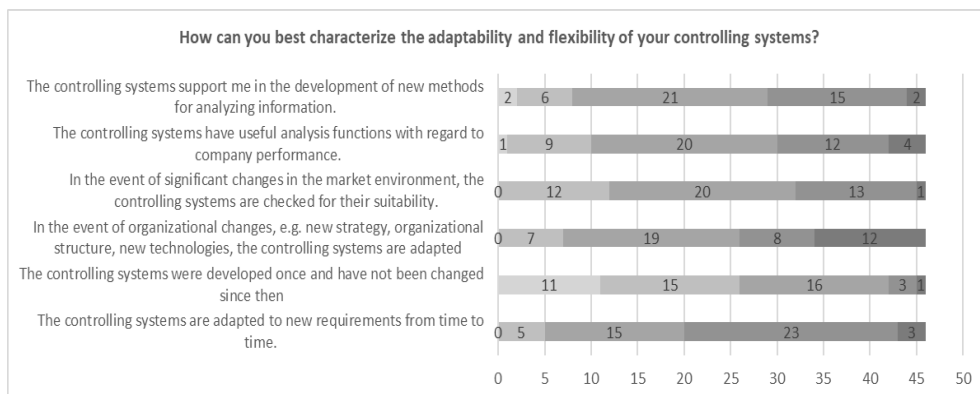 How can you best characterize the adaptability and flexibility of your controlling systems?
The controlling systems support me in the development of new methods
for analyzing information.
2 6 21 15 2
The controlling systems have useful analysis functions with regard to
company performance.
1 9 20 12 4
In the event of significant changes in the market environment, the
controlling systems are checked for their suitability.
0 12 20 13 1
In the event of organizational changes, e.g. new strategy, organizational
structure, new technologies, the controlling systems are adapted
0 7 19 8 12
The controlling systems were developed once and have not been changed
since then
11 15 16 3 1
The controlling systems are adapted to new requirements from time to
time.
0 5 15 23 3
0 5 10 15 20 25 30 35 40 45 50